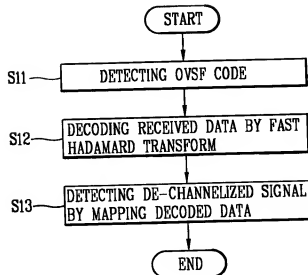 START
S11
DETECTING OVSF CODE
S12
DECODING RECEIVED DATA BY FAST
HADAMARD TRANSFORM
S13
DETECTING DE-CHANNELIZED SIGNAL
BY MAPPING DECODED DATA
END